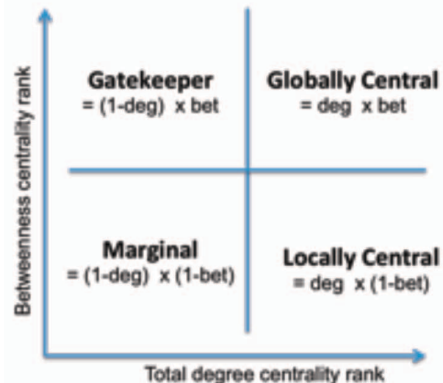 Betweenness centrality rank
Gatekeeper
= (1-deg) x bet
Globally Central
= deg x bet
Marginal
= (1-deg) x (1-bet)
Locally Central
= deg x (1-bet)
Total degree centrality rank